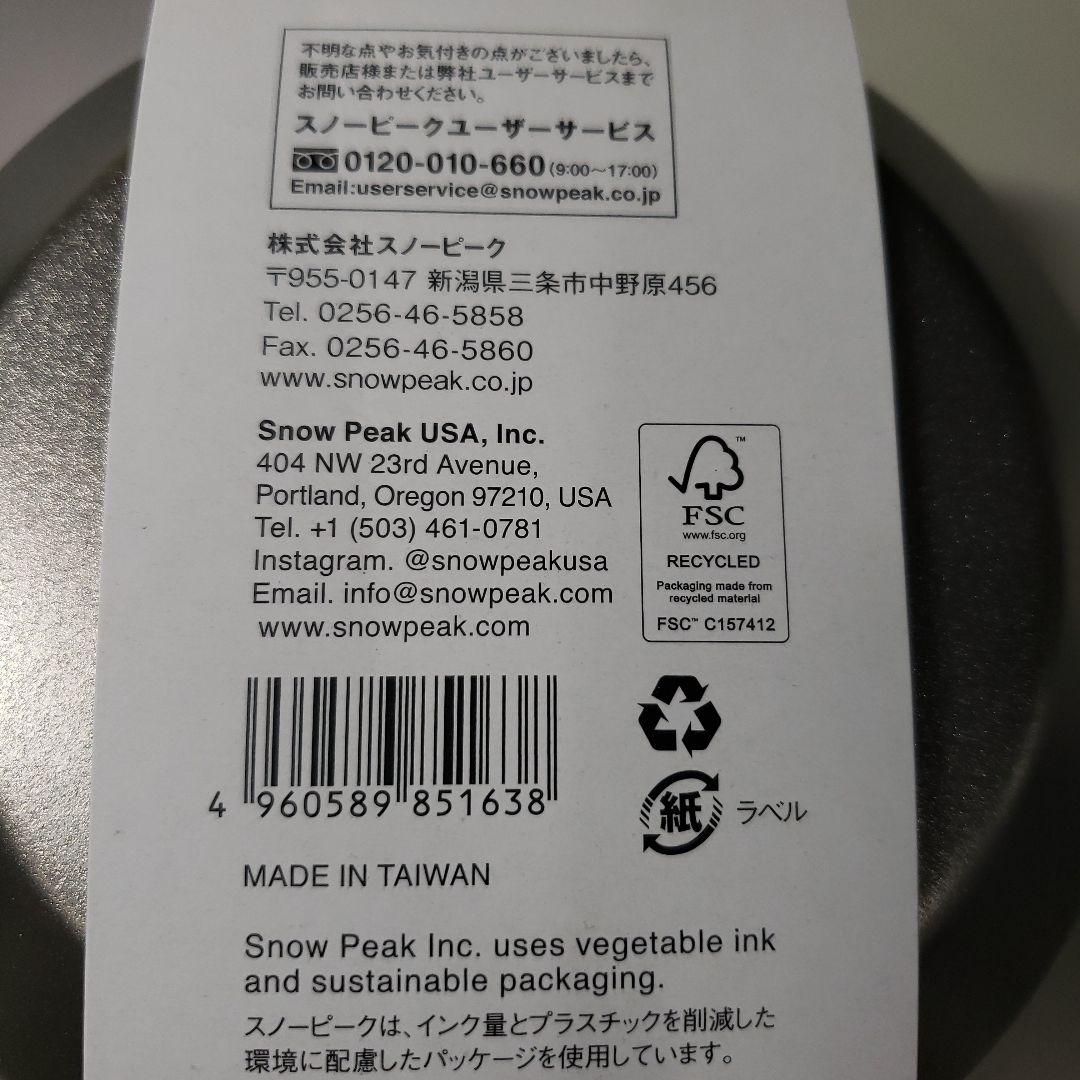 不明な点やお気付きの点がございましたら、
販売店様または弊社ユーザーサービスまで
お問い合わせください。
スノーピークユーザーサービス
0120-010-660(9:00〜17:00)
Email:userservice@snowpeak.co.jp
株式会社スノーピーク
〒955-0147 新潟県三条市中野原456
Tel. 0256-46-5858
Fax. 0256-46-5860
www.snowpeak.co.jp
Snow Peak USA, Inc.
404 NW 23rd Avenue,
Portland, Oregon 97210, USA
Tel. +1 (503) 461-0781
Instagram. @snowpeakusa
Email. info@snowpeak.com
www.snowpeak.com
™
FSC
www.fsc.org
RECYCLED
Packaging made from
recycled material
FSC™ C157412
4 960589 851638
紙 ラベル
MADE IN TAIWAN
Snow Peak Inc. uses vegetable ink
and sustainable packaging.
スノーピークは、インク量とプラスチックを削減した
環境に配慮したパッケージを使用しています。